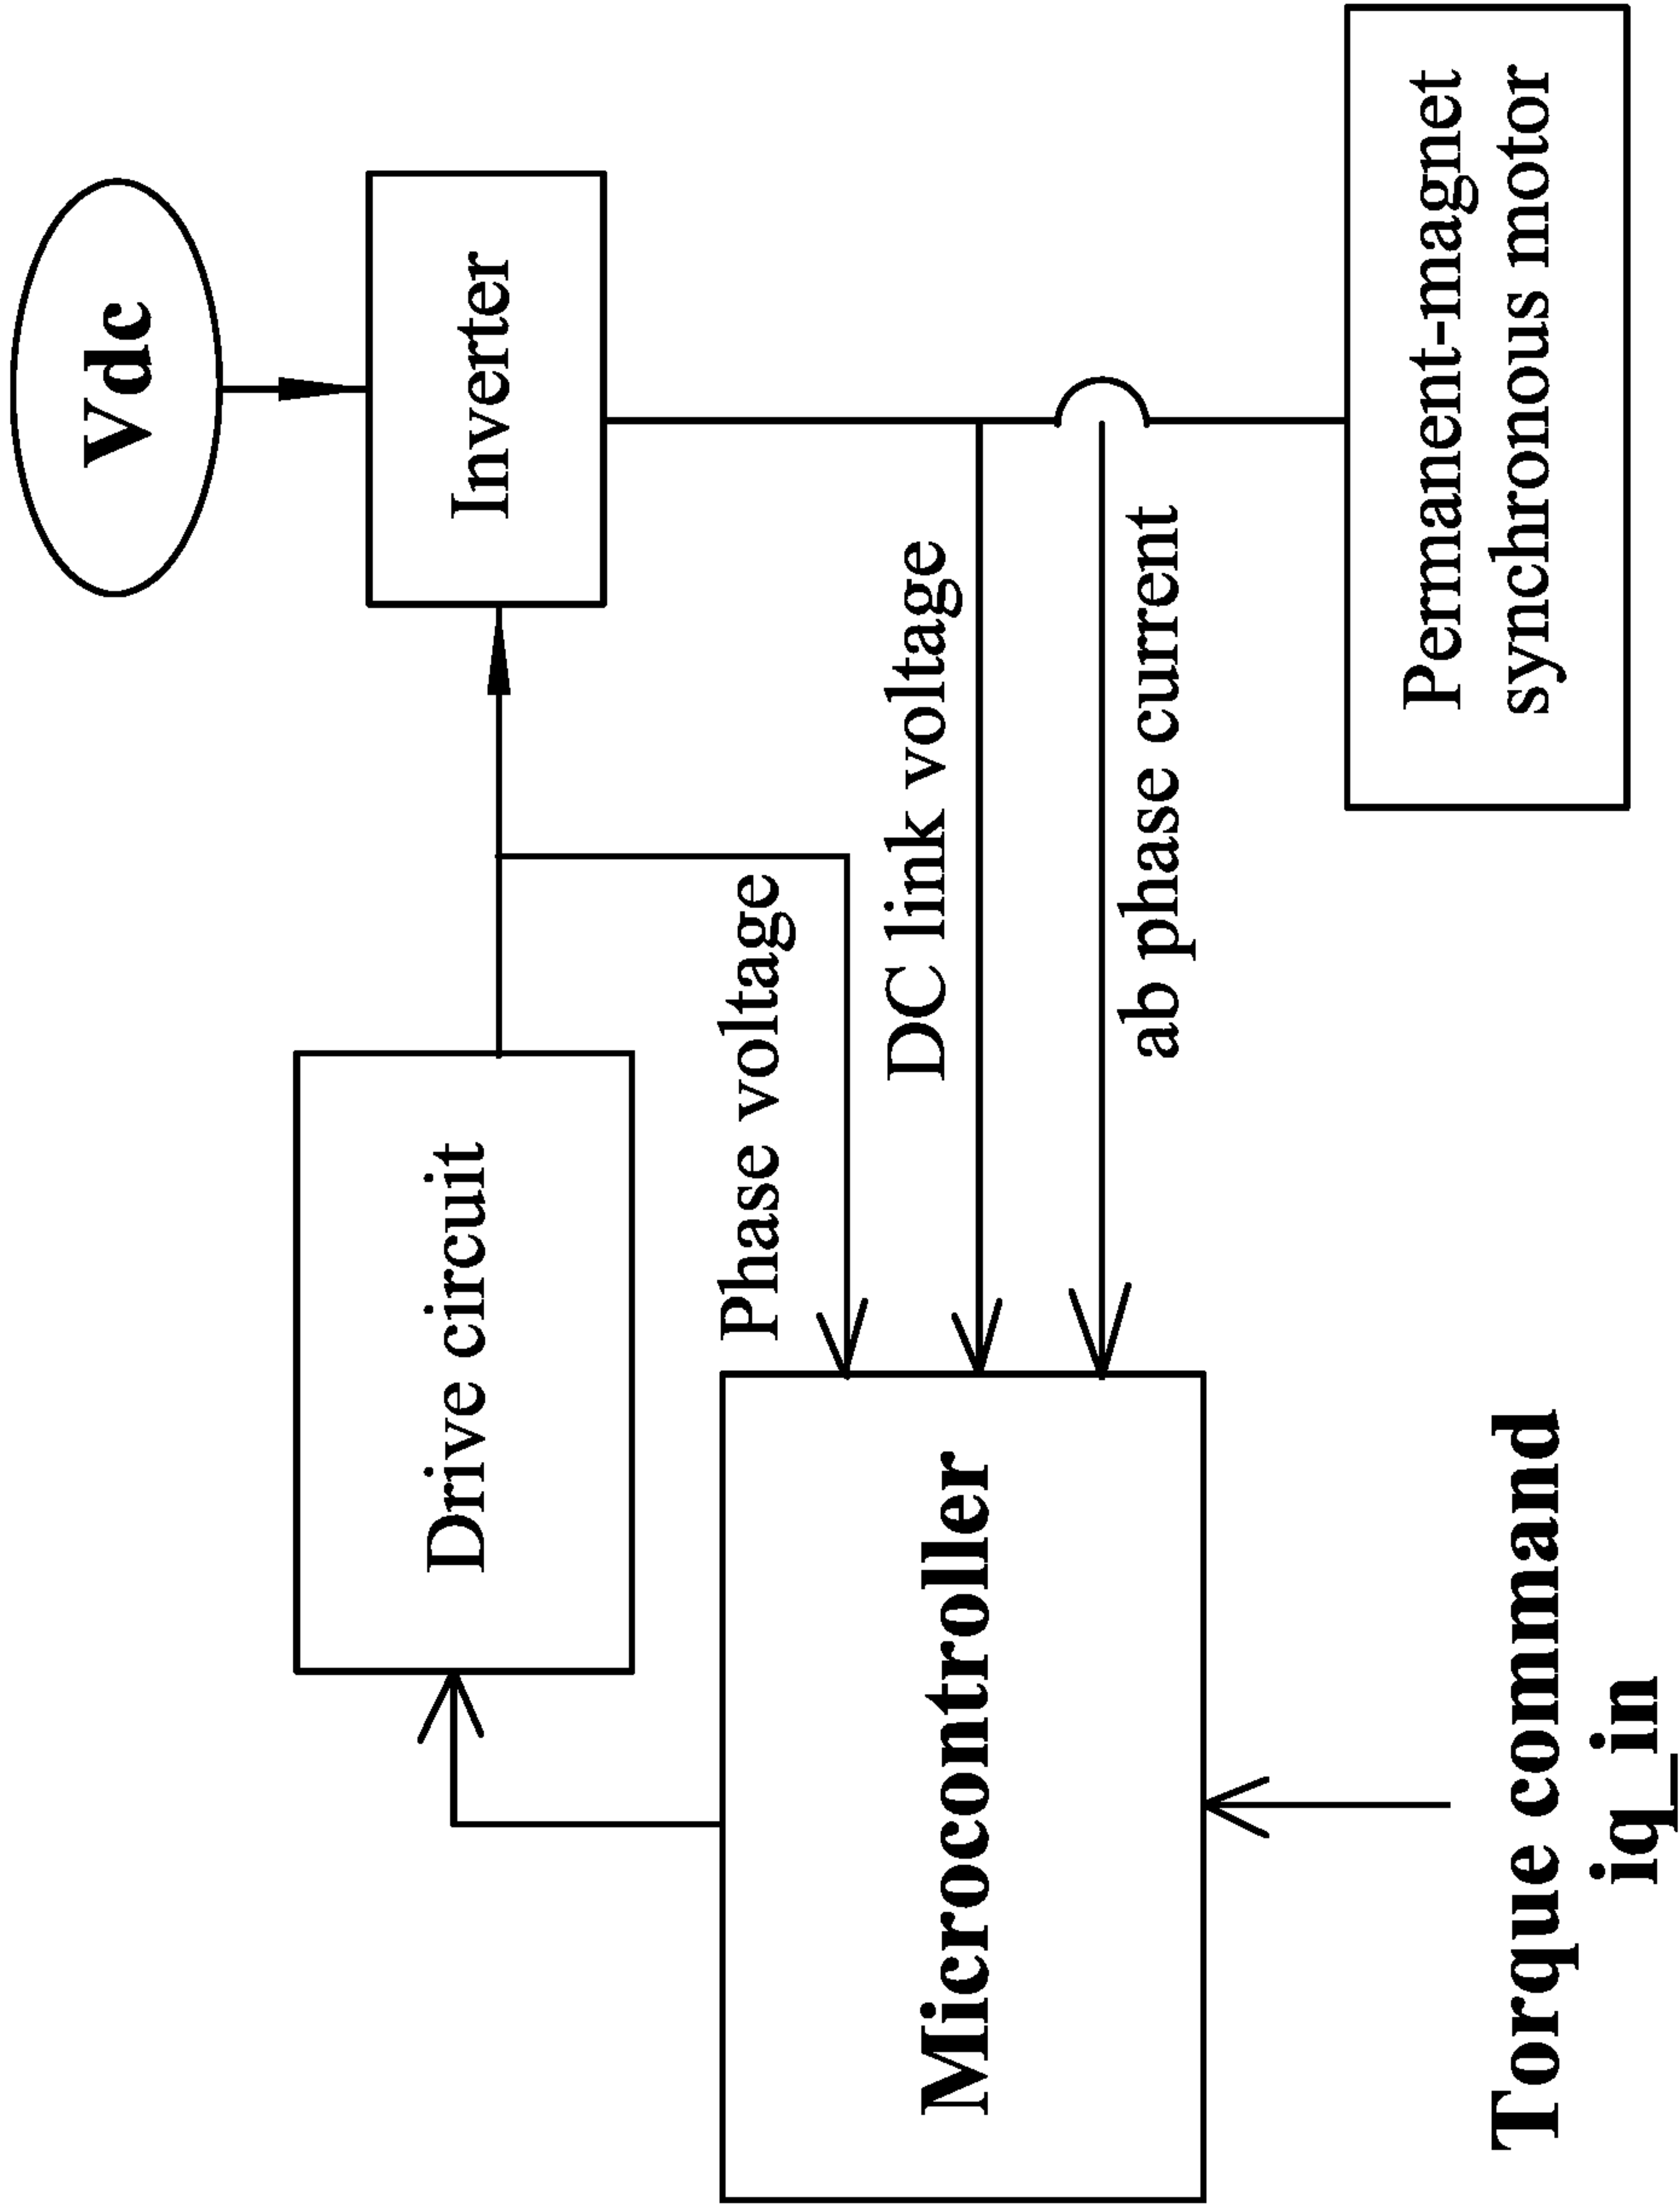 Vdc
Inverter
Drive circuit
Phase voltage
DC link voltage
ab phase current
Microcontroller
Permanent-magnet
synchronous motor
Torque command
iq_in